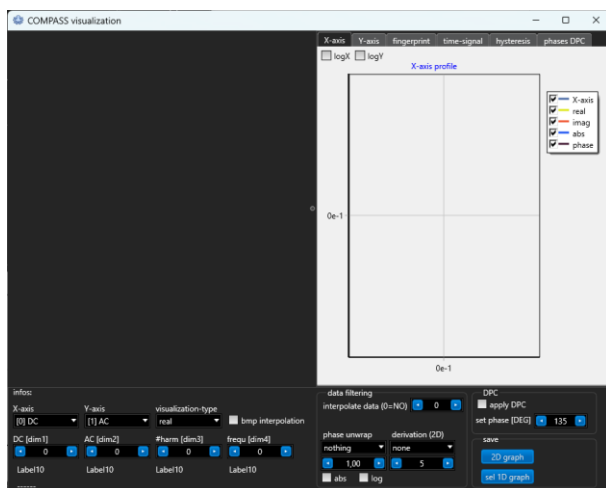 COMPASS visualization
X-axis Y-axis fingerprint time-signal hysteresis phases DPC
logX logY
X-axis profile
X-axis
real
imag
abs
phase
0e-1
0e-1
infos:
X-axis Y-axis visualization-type
[0] DC [1] AC real bmp interpolation
DC [dim1] AC [dim2] #harm [dim3] frequ [dim4]
0 0 0 0
Label10 Label10 Label10 Label10
data filtering
interpolate data (0=NO) 0
phase unwrap derivation (2D)
nothing none
1,00 5
abs log
DPC
apply DPC
set phase [DEG] 135
save
2D graph
sel 1D graph